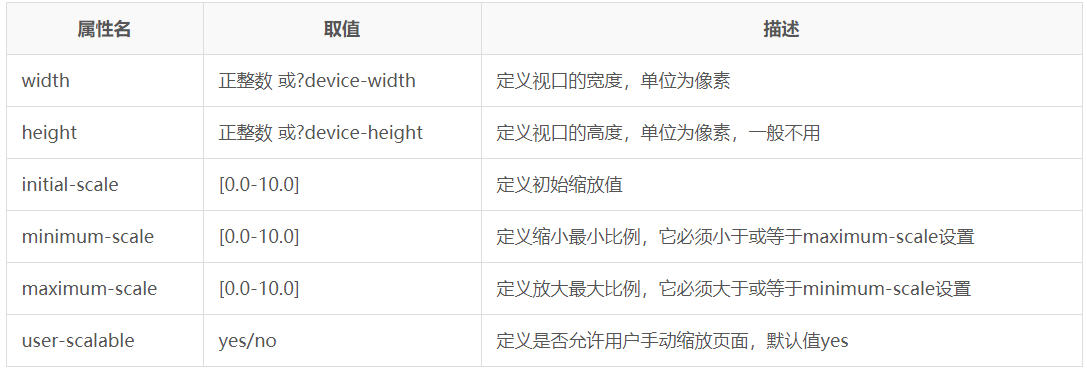 属性名 取值 描述
width 正整数 或?device-width 定义视口的宽度，单位为像素
height 正整数 或?device-height 定义视口的高度，单位为像素，一般不用
initial-scale [0.0-10.0] 定义初始缩放值
minimum-scale [0.0-10.0] 定义缩小最小比例，它必须小于或等于maximum-scale设置
maximum-scale [0.0-10.0] 定义放大最大比例，它必须大于或等于minimum-scale设置
user-scalable yes/no 定义是否允许用户手动缩放页面，默认值yes